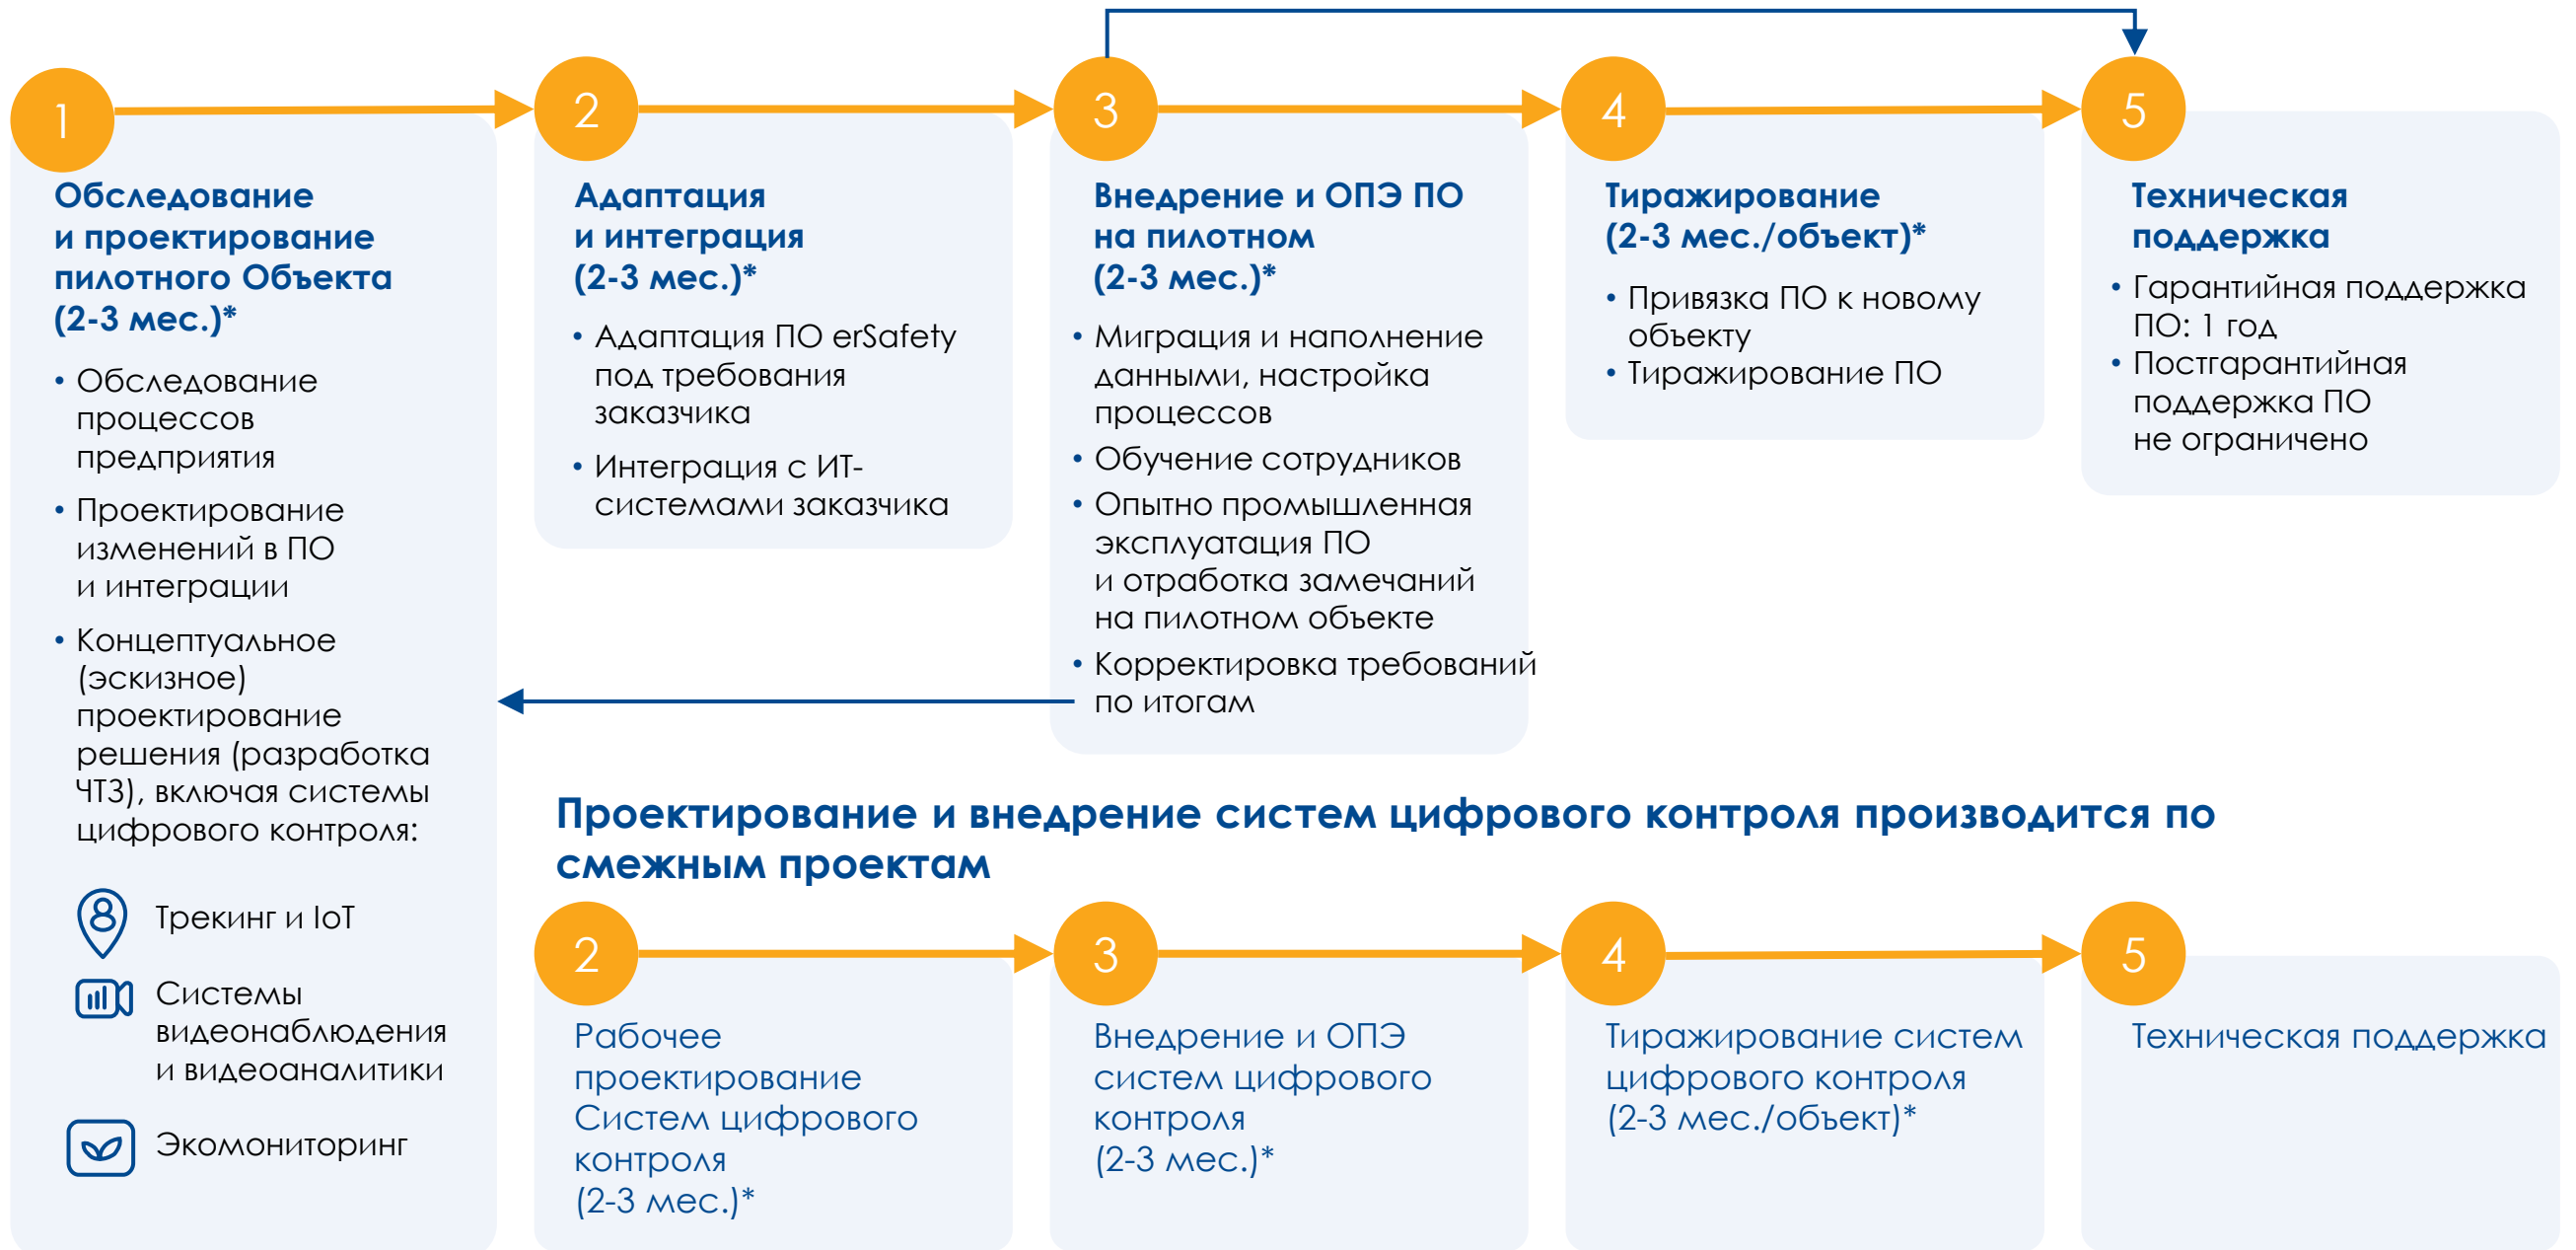 1
Обследование
и проектирование
пилотного Объекта
(2-3 мес.)*
• Обследование
процессов
предприятия
• Проектирование
изменений в ПО
и интеграции
• Концептуальное
(эскизное)
проектирование
решения (разработка
ЧТЗ), включая системы
цифрового контроля:
Трекинг и IoT
Системы
видеонаблюдения
и видеоаналитики
Экомониторинг
2
Адаптация
и интеграция
(2-3 мес.)*
• Адаптация ПО erSafety
под требования
заказчика
• Интеграция с ИТ-
системами заказчика
3
Внедрение и ОПЭ ПО
на пилотном
(2-3 мес.)*
• Миграция и наполнение
данными, настройка
процессов
• Обучение сотрудников
• Опытно промышленная
эксплуатация ПО
и отработка замечаний
на пилотном объекте
• Корректировка требований
по итогам
4
Тиражирование
(2-3 мес./объект)*
• Привязка ПО к новому
объекту
• Тиражирование ПО
5
Техническая
поддержка
• Гарантийная поддержка
ПО: 1 год
• Постгарантийная
поддержка ПО
не ограничено
Проектирование и внедрение систем цифрового контроля производится по
смежным проектам
2
Рабочее
проектирование
Систем цифрового
контроля
(2-3 мес.)*
3
Внедрение и ОПЭ
систем цифрового
контроля
(2-3 мес.)*
4
Тиражирование систем
цифрового контроля
(2-3 мес./объект)*
5
Техническая поддержка